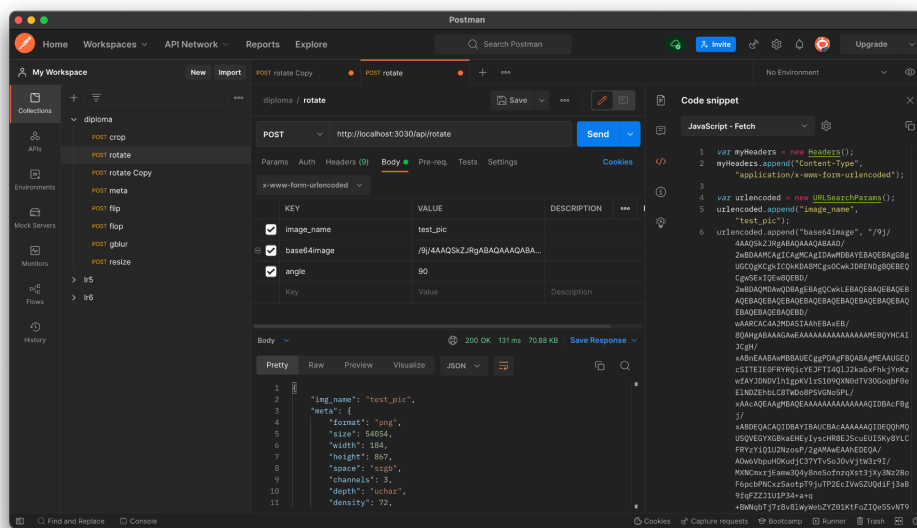 Postman
Home Workspaces API Network Reports Explore Search Postman Invite Upgrade
My Workspace New Import POST rotate Copy POST rotate No Environment
Collections
APIs
Environments
Mock Servers
Monitors
Flows
History
diploma
POST crop
POST rotate
POST rotate Copy
POST meta
POST flip
POST flop
POST gblur
POST resize
lr5
lr6
diploma / rotate Save
POST http://localhost:3030/api/rotate Send
Params Auth Headers (9) Body Pre-req. Tests Settings Cookies
x-www-form-urlencoded
KEY VALUE DESCRIPTION
image_name test_pic
base64image /9j/4AAQSkZJRgABAQAAAQABA...
angle 90
Key Value Description
Body 200 OK 131 ms 70.88 KB Save Response
Pretty Raw Preview Visualize JSON
1 {
2 "img_name": "test_pic",
3 "meta": {
4 "format": "png",
5 "size": 54054,
6 "width": 184,
7 "height": 867,
8 "space": "srgb",
9 "channels": 3,
10 "depth": "uchar",
11 "density": 72,
Code snippet
JavaScript - Fetch
1 var myHeaders = new Headers();
2 myHeaders.append("Content-Type",
"application/x-www-form-urlencoded");
3
4 var urlencoded = new URLSearchParams();
5 urlencoded.append("image_name",
"test_pic");
6 urlencoded.append("base64image", "/9j/
4AAQSkZJRgABAQAAAQABAAD/
Find and Replace Console Cookies Capture requests Bootcamp Runner Trash